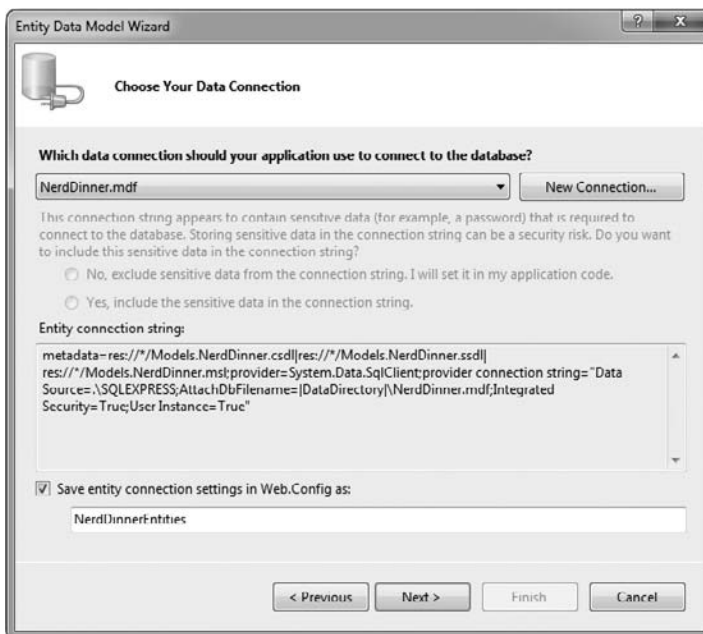 Entity Data Model Wizard
Choose Your Data Connection
Which data connection should your application use to connect to the database?
NerdDinner.mdf
New Connection...
This connection string appears to contain sensitive data (for example, a password) that is required to
connect to the database. Storing sensitive data in the connection string can be a security risk. Do you want
to include this sensitive data in the connection string?
No, exclude sensitive data from the connection string. I will set it in my application code.
Yes, include the sensitive data in the connection string.
Entity connection string:
metadata=res://*/Models.NerdDinner.csdl|res://*/Models.NerdDinner.ssdl|
res://*/Models.NerdDinner.msl;provider=System.Data.SqlClient;provider connection string="Data
Source=.\SQLEXPRESS;AttachDbFilename=|DataDirectory|\NerdDinner.mdf;Integrated
Security=True;User Instance=True"
Save entity connection settings in Web.Config as:
NerdDinnerEntities
< Previous
Next >
Finish
Cancel